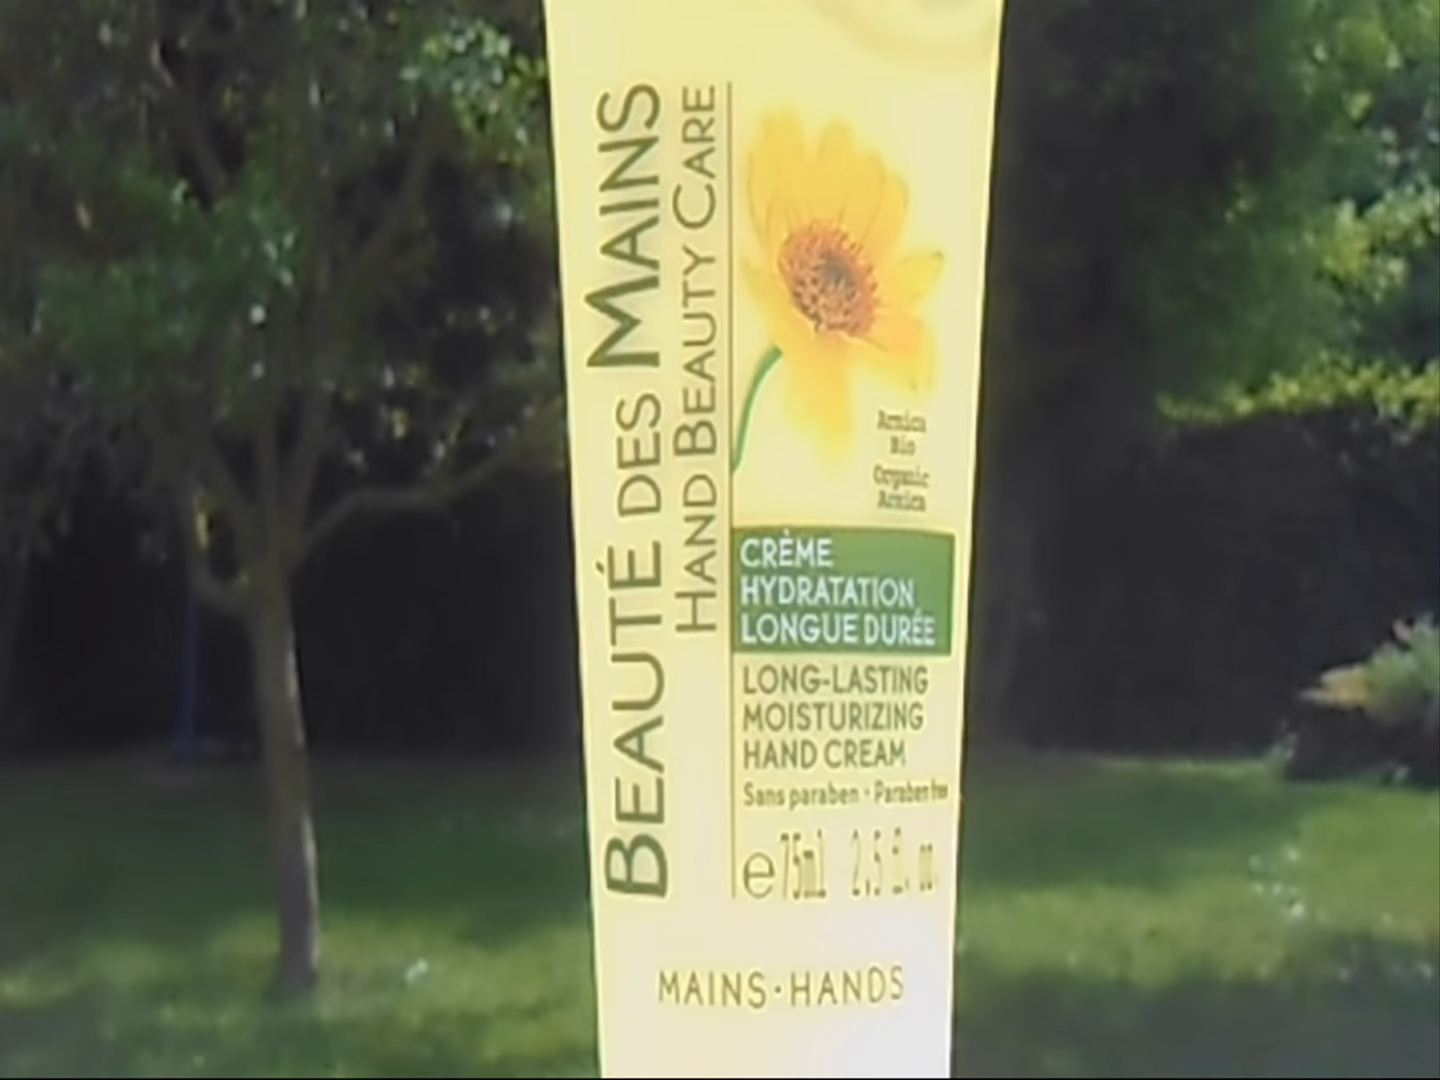 BEAUTÉ DES MAINS
HAND BEAUTY CARE
Arnica
Bio
Organic
Arnica
CRÈME
HYDRATATION
LONGUE DURÉE
LONG-LASTING
MOISTURIZING
HAND CREAM
Sans paraben · Paraben free
e 75ml 2.5 fl. oz.
MAINS·HANDS